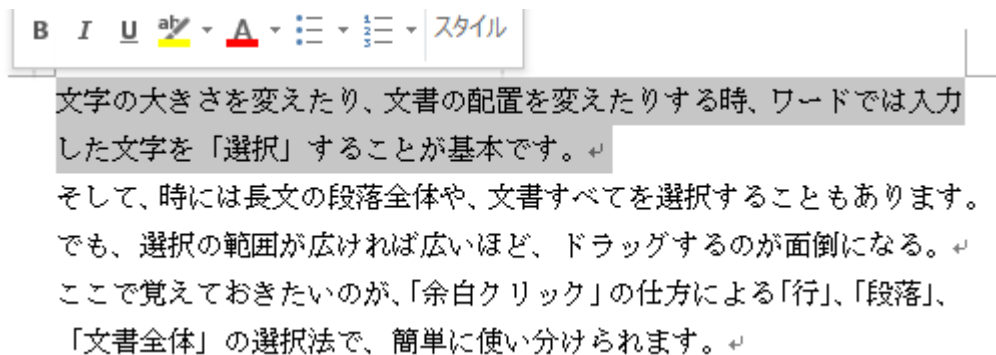 B I U ab A スタイル
文字の大きさを変えたり、文書の配置を変えたりする時、ワードでは入力
した文字を「選択」することが基本です。↵
そして、時には長文の段落全体や、文書すべてを選択することもあります。
でも、選択の範囲が広ければ広いほど、ドラッグするのが面倒になる。↵
ここで覚えておきたいのが、「余白クリック」の仕方による「行」、「段落」、
「文書全体」の選択法で、簡単に使い分けられます。↵